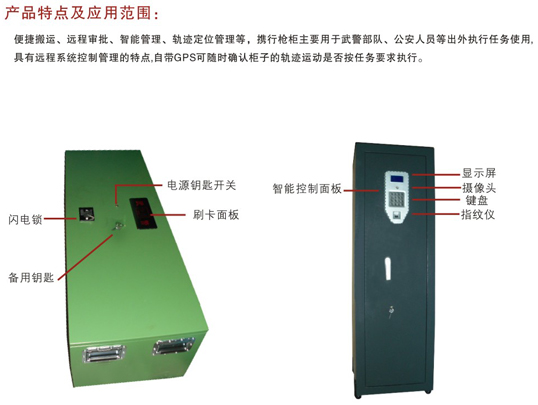 产品特点及应用范围：
便捷搬运、远程审批、智能管理、轨迹定位管理等，携行枪柜主要用于武警部队、公安人员等出外执行任务使用,
具有远程系统控制管理的特点,自带GPS可随时确认柜子的轨迹运动是否按任务要求执行。
电源钥匙开关
刷卡面板
闪电锁
备用钥匙
智能控制面板
显示屏
摄像头
键盘
指纹仪